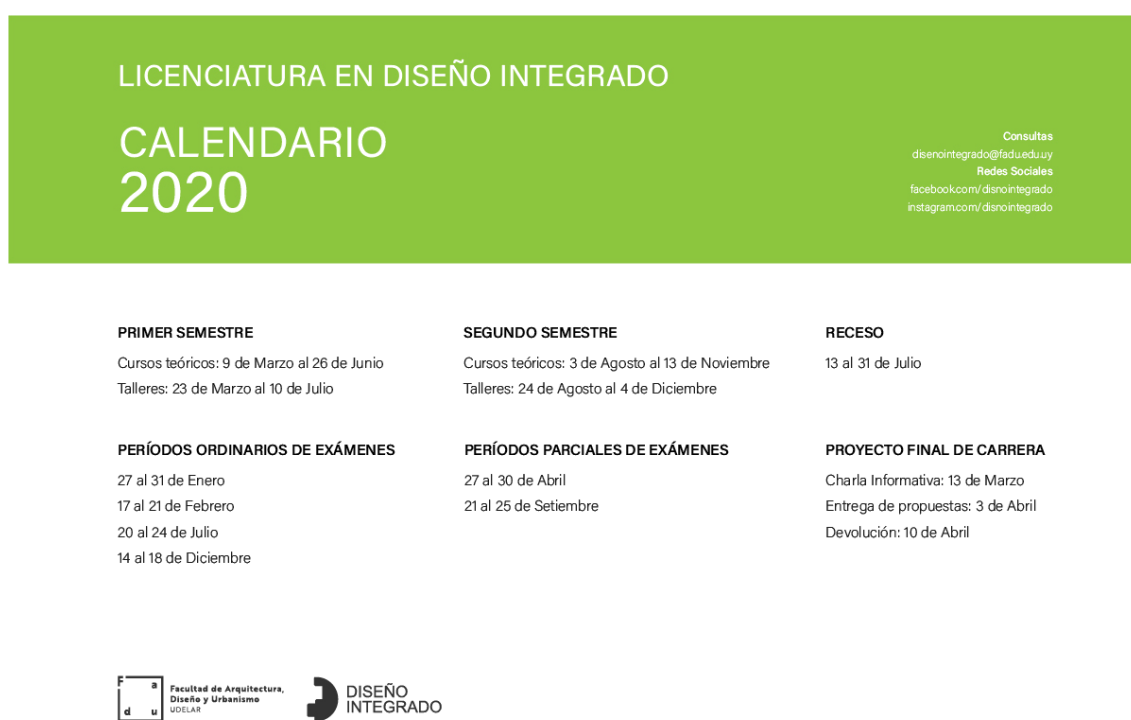 LICENCIATURA EN DISEÑO INTEGRADO
CALENDARIO
2020
Consultas
disenointegrado@fadu.edu.uy
Redes Sociales
facebook.com/disnointegrado
instagram.com/disnointegrado
PRIMER SEMESTRE
Cursos teóricos: 9 de Marzo al 26 de Junio
Talleres: 23 de Marzo al 10 de Julio
SEGUNDO SEMESTRE
Cursos teóricos: 3 de Agosto al 13 de Noviembre
Talleres: 24 de Agosto al 4 de Diciembre
RECESO
13 al 31 de Julio
PERÍODOS ORDINARIOS DE EXÁMENES
27 al 31 de Enero
17 al 21 de Febrero
20 al 24 de Julio
14 al 18 de Diciembre
PERÍODOS PARCIALES DE EXÁMENES
27 al 30 de Abril
21 al 25 de Setiembre
PROYECTO FINAL DE CARRERA
Charla Informativa: 13 de Marzo
Entrega de propuestas: 3 de Abril
Devolución: 10 de Abril
F a
d u
Facultad de Arquitectura,
Diseño y Urbanismo
UDELAR
DISEÑO
INTEGRADO